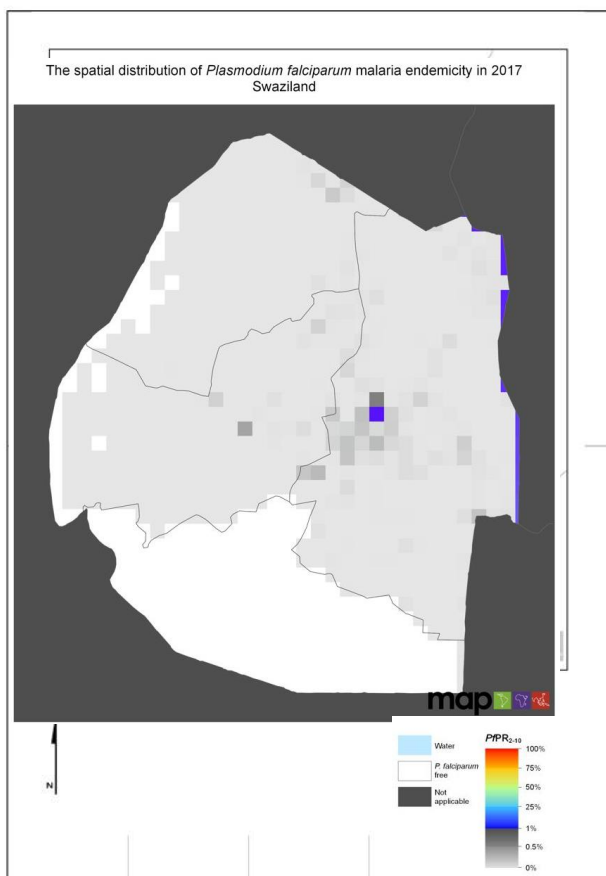 The spatial distribution of Plasmodium falciparum malaria endemicity in 2017
Swaziland
map
Water
P. falciparum
free
Not
applicable
PfPR2-10
100%
75%
50%
25%
1%
0.5%
0%
N